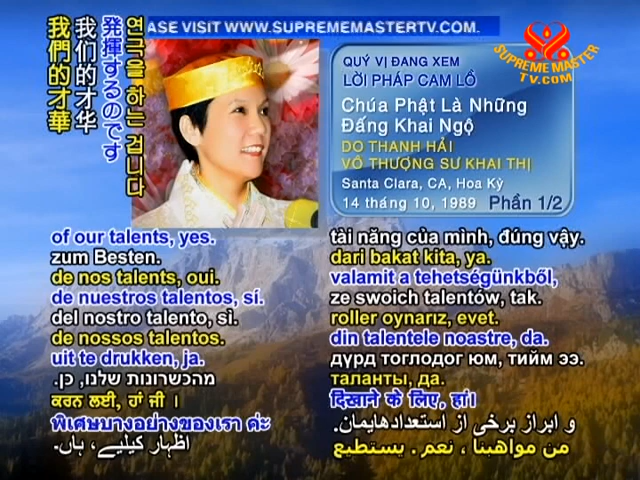 ASE VISIT WWW.SUPREMEMASTERTV.COM.
SUPREME MASTER
TV.COM
我們的才華
我们的才华
発揮するのです
연극을 하는 겁니다
QUÝ VỊ ĐANG XEM
LỜI PHÁP CAM LỒ
Chúa Phật Là Những
Đấng Khai Ngộ
DO THANH HẢI
VÔ THƯỢNG SƯ KHAI THỊ
Santa Clara, CA, Hoa Kỳ
14 tháng 10, 1989 Phần 1/2
of our talents, yes.
zum Besten.
de nos talents, oui.
de nuestros talentos, sí.
del nostro talento, sì.
de nossos talentos.
uit te drukken, ja.
מהכשרונות שלנו, כן.
ਕਰਨ ਲਈ, ਹਾਂ ਜੀ ।
พิเศษบางอย่างของเรา ค่ะ
اظہار کیلیے، ہاں.
tài năng của mình, đúng vậy.
dari bakat kita, ya.
valamit a tehetségünkből,
ze swoich talentów, tak.
roller oynarız, evet.
din talentele noastre, da.
дүрд тоглодог юм, тийм ээ.
таланты, да.
दिखाने के लिए, हां।
و ابراز برخی از استعدادهایمان.
من مواهبنا ، نعم . يستطيع